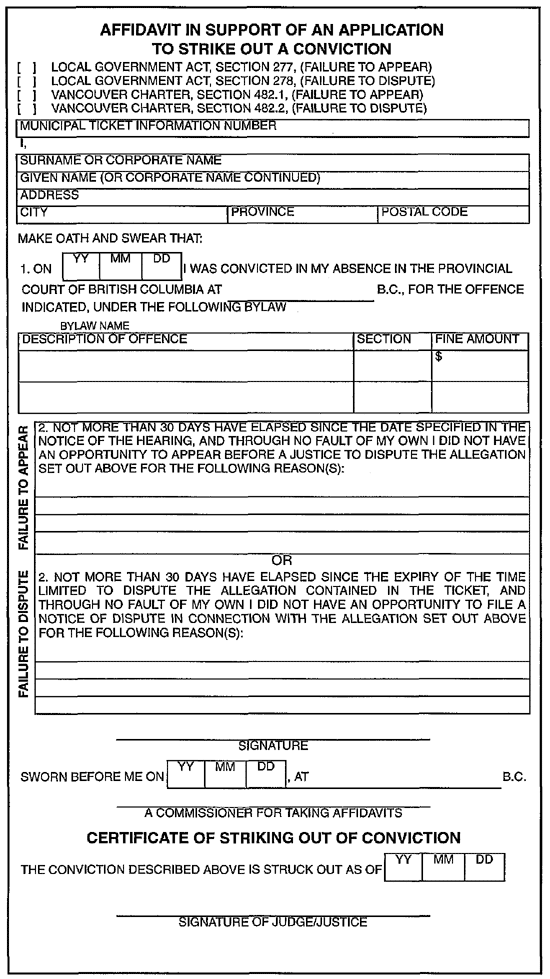 AFFIDAVIT IN SUPPORT OF AN APPLICATION
TO STRIKE OUT A CONVICTION
[ ] LOCAL GOVERNMENT ACT, SECTION 277, (FAILURE TO APPEAR)
[ ] LOCAL GOVERNMENT ACT, SECTION 278, (FAILURE TO DISPUTE)
[ ] VANCOUVER CHARTER, SECTION 482.1, (FAILURE TO APPEAR)
[ ] VANCOUVER CHARTER, SECTION 482.2, (FAILURE TO DISPUTE)
MUNICIPAL TICKET INFORMATION NUMBER
I,
SURNAME OR CORPORATE NAME
GIVEN NAME (OR CORPORATE NAME CONTINUED)
ADDRESS
CITY PROVINCE POSTAL CODE
MAKE OATH AND SWEAR THAT:
YY MM DD
1. ON I WAS CONVICTED IN MY ABSENCE IN THE PROVINCIAL
COURT OF BRITISH COLUMBIA AT B.C., FOR THE OFFENCE
INDICATED, UNDER THE FOLLOWING BYLAW
BYLAW NAME
DESCRIPTION OF OFFENCE SECTION FINE AMOUNT
$
FAILURE TO APPEAR
2. NOT MORE THAN 30 DAYS HAVE ELAPSED SINCE THE DATE SPECIFIED IN THE
NOTICE OF THE HEARING, AND THROUGH NO FAULT OF MY OWN I DID NOT HAVE
AN OPPORTUNITY TO APPEAR BEFORE A JUSTICE TO DISPUTE THE ALLEGATION
SET OUT ABOVE FOR THE FOLLOWING REASON(S):
OR
FAILURE TO DISPUTE
2. NOT MORE THAN 30 DAYS HAVE ELAPSED SINCE THE EXPIRY OF THE TIME
LIMITED TO DISPUTE THE ALLEGATION CONTAINED IN THE TICKET, AND
THROUGH NO FAULT OF MY OWN I DID NOT HAVE AN OPPORTUNITY TO FILE A
NOTICE OF DISPUTE IN CONNECTION WITH THE ALLEGATION SET OUT ABOVE
FOR THE FOLLOWING REASON(S):
SIGNATURE
YY MM DD
SWORN BEFORE ME ON , AT B.C.
A COMMISSIONER FOR TAKING AFFIDAVITS
CERTIFICATE OF STRIKING OUT OF CONVICTION
YY MM DD
THE CONVICTION DESCRIBED ABOVE IS STRUCK OUT AS OF
SIGNATURE OF JUDGE/JUSTICE